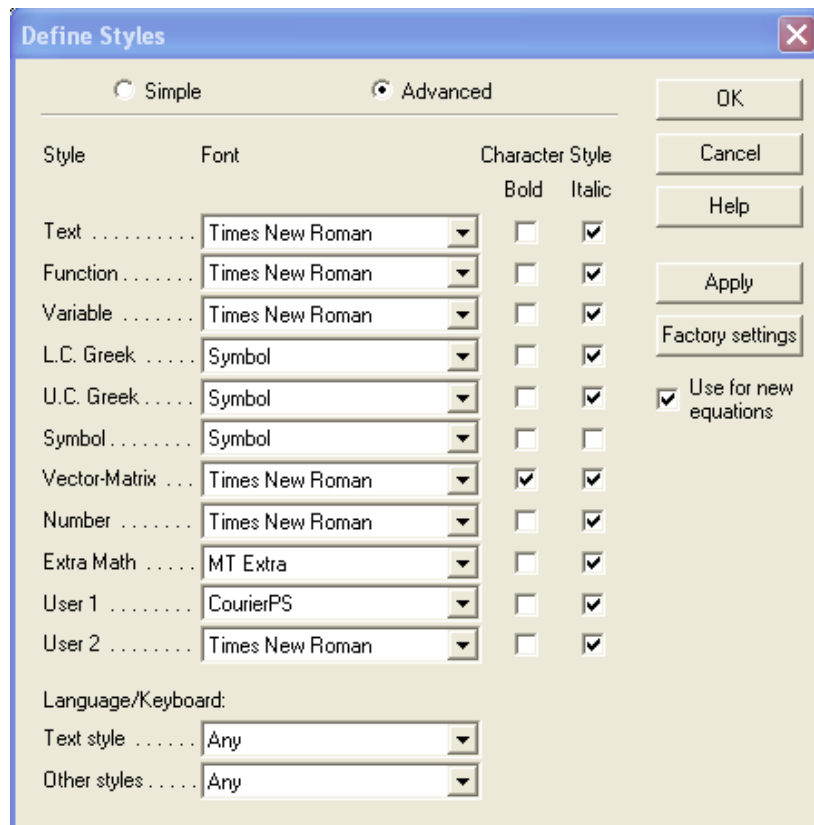 Define Styles
Simple Advanced
OK
Style Font Character Style
Cancel
Bold Italic
Help
Text .......... Times New Roman
Function ....... Times New Roman
Apply
Variable ....... Times New Roman
Factory settings
L.C. Greek ..... Symbol
U.C. Greek ..... Symbol
Use for new
equations
Symbol ........ Symbol
Vector-Matrix ... Times New Roman
Number ....... Times New Roman
Extra Math ..... MT Extra
User 1 ........ CourierPS
User 2 ........ Times New Roman
Language/Keyboard:
Text style ...... Any
Other styles ..... Any